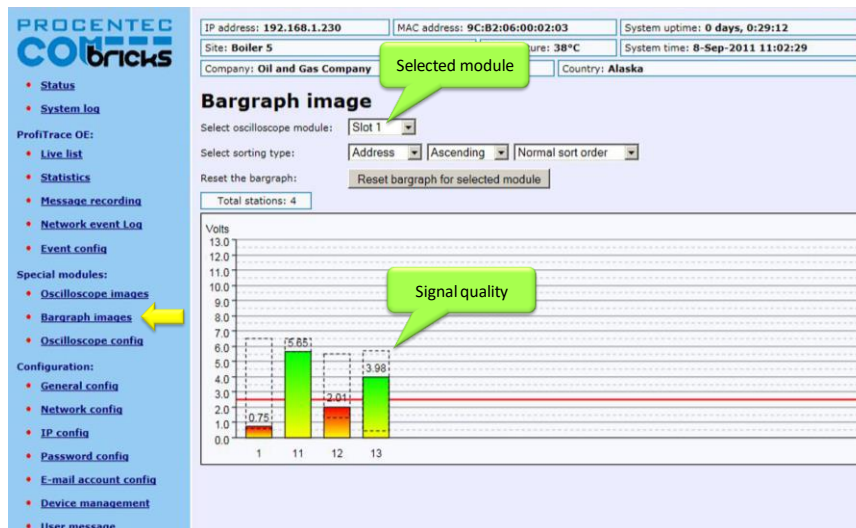 PROCENTEC
COMbricks
Status
System log
ProfiTrace OE:
Live list
Statistics
Message recording
Network event Log
Event config
Special modules:
Oscilloscope images
Bargraph images
Oscilloscope config
Configuration:
General config
Network config
IP config
Password config
E-mail account config
Device management
User message
IP address: 192.168.1.230
MAC address: 9C:B2:06:00:02:03
System uptime: 0 days, 0:29:12
Site: Boiler 5
ure: 38°C
System time: 8-Sep-2011 11:02:29
Company: Oil and Gas Company
Country: Alaska
Selected module
Bargraph image
Select oscilloscope module: Slot 1
Select sorting type: Address Ascending Normal sort order
Reset the bargraph: Reset bargraph for selected module
Total stations: 4
Volts
13.0
12.0
11.0
10.0
9.0
8.0
7.0
6.0
5.0
4.0
3.0
2.0
1.0
0.0
Signal quality
0.75
5.65
2.01
3.98
1 11 12 13